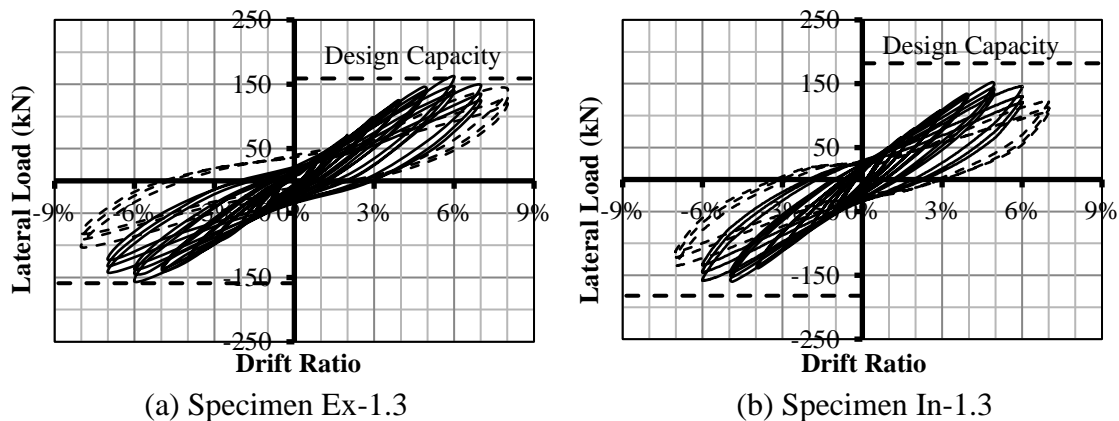 250
Design Capacity
150
50
-9%
-6%
0%
3%
6%
9%
-150
-250
Lateral Load (kN)
Drift Ratio
(a) Specimen Ex-1.3
250
Design Capacity
150
50
-9%
-6%
0%
3%
6%
9%
-150
-250
Lateral Load (kN)
Drift Ratio
(b) Specimen In-1.3